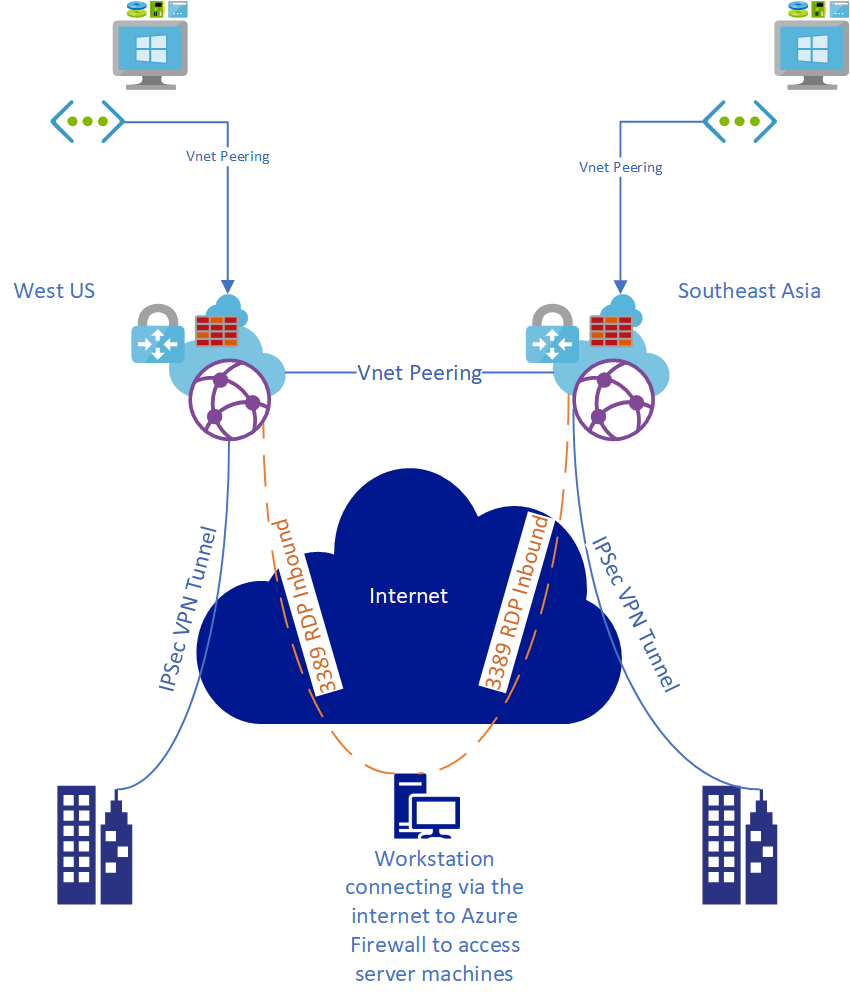 Vnet Peering
Vnet Peering
West US
Southeast Asia
Vnet Peering
IPSec VPN Tunnel
3389 RDP Inbound
Internet
3389 RDP Inbound
IPSec VPN Tunnel
Workstation
connecting via the
internet to Azure
Firewall to access
server machines